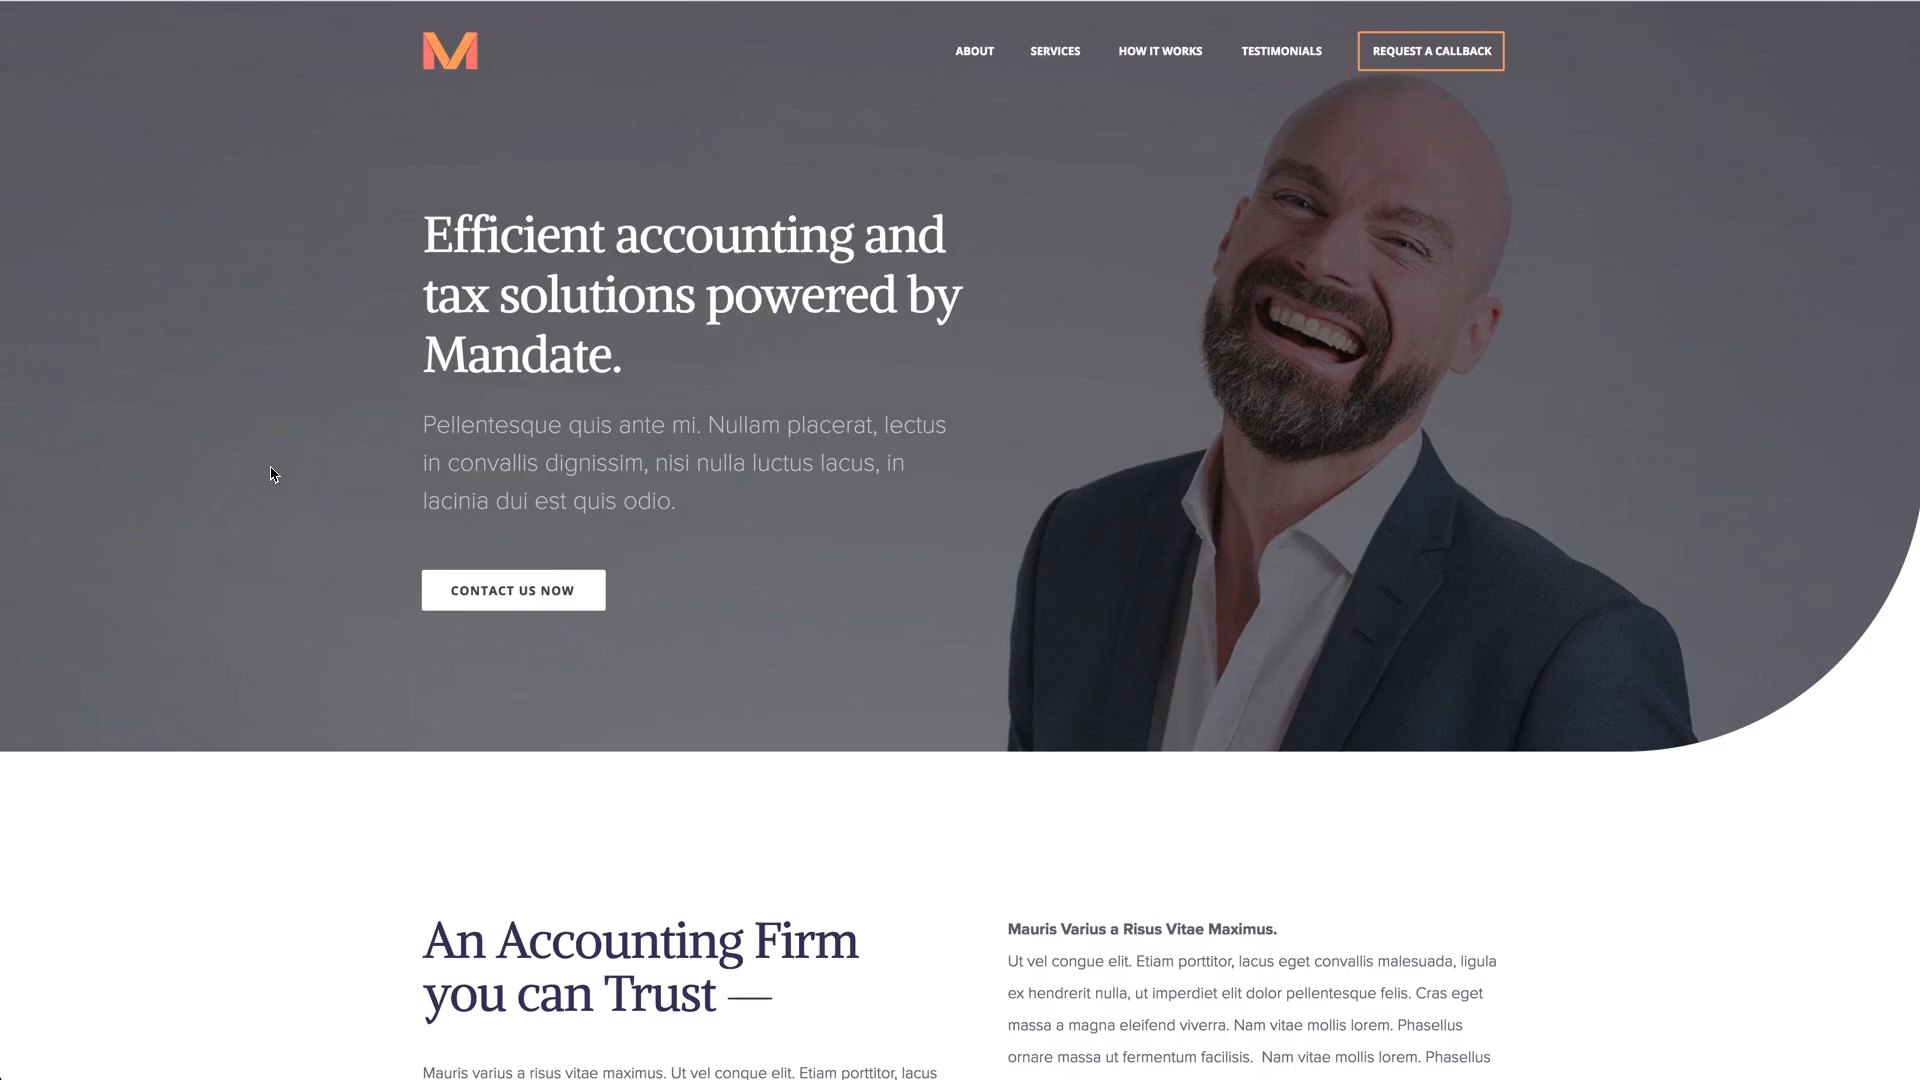 M
ABOUT SERVICES HOW IT WORKS TESTIMONIALS REQUEST A CALLBACK
Efficient accounting and
tax solutions powered by
Mandate.
Pellentesque quis ante mi. Nullam placerat, lectus
in convallis dignissim, nisi nulla luctus lacus, in
lacinia dui est quis odio.
CONTACT US NOW
An Accounting Firm
you can Trust —
Mauris varius a risus vitae maximus. Ut vel congue elit. Etiam porttitor, lacus
Mauris Varius a Risus Vitae Maximus.
Ut vel congue elit. Etiam porttitor, lacus eget convallis malesuada, ligula
ex hendrerit nulla, ut imperdiet elit dolor pellentesque felis. Cras eget
massa a magna eleifend viverra. Nam vitae mollis lorem. Phasellus
ornare massa ut fermentum facilisis.  Nam vitae mollis lorem. Phasellus